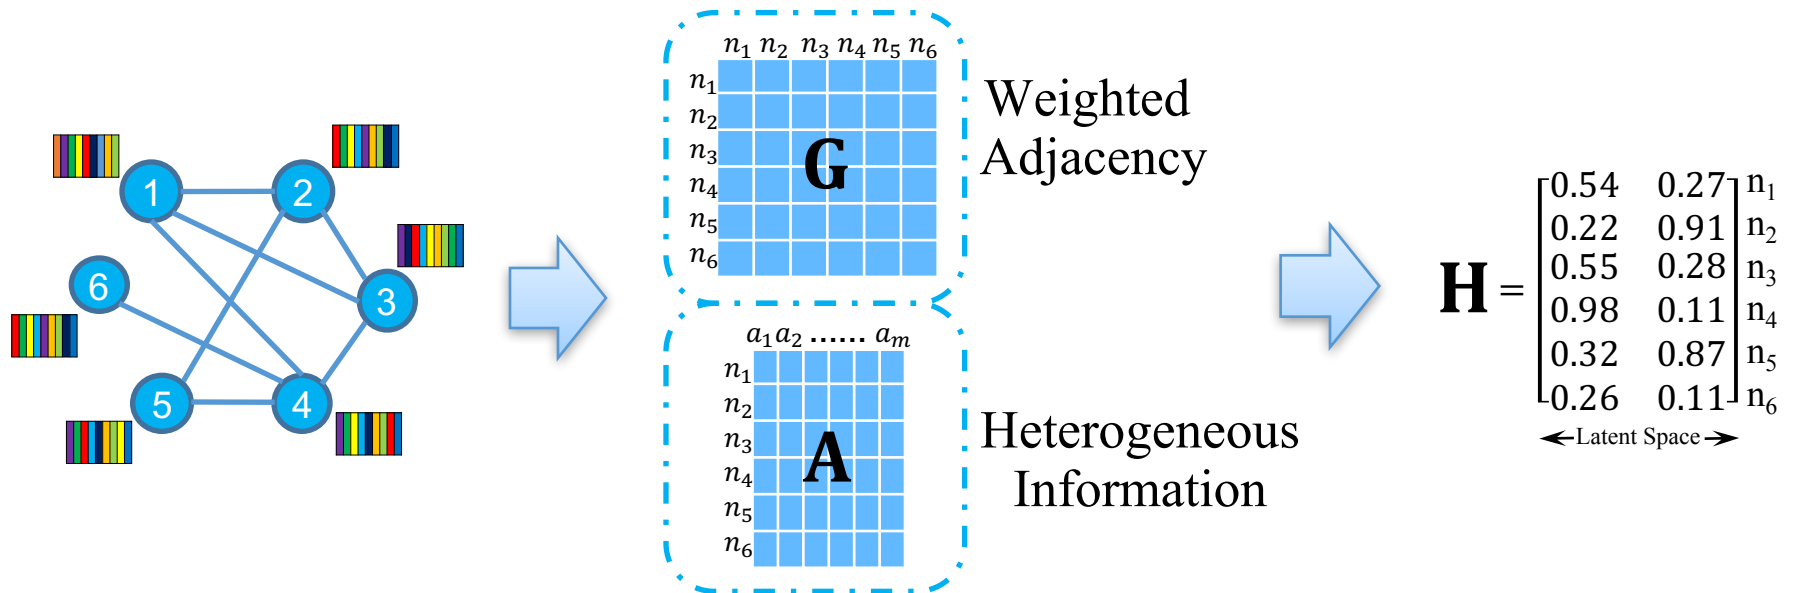 1
2
3
4
5
6
n1 n2 n3 n4 n5 n6
n1
n2
n3
n4
n5
n6
G
Weighted
Adjacency
a1 a2 ...... am
n1
n2
n3
n4
n5
n6
A
Heterogeneous
Information
H =
0.54 0.27 n1
0.22 0.91 n2
0.55 0.28 n3
0.98 0.11 n4
0.32 0.87 n5
0.26 0.11 n6
Latent Space